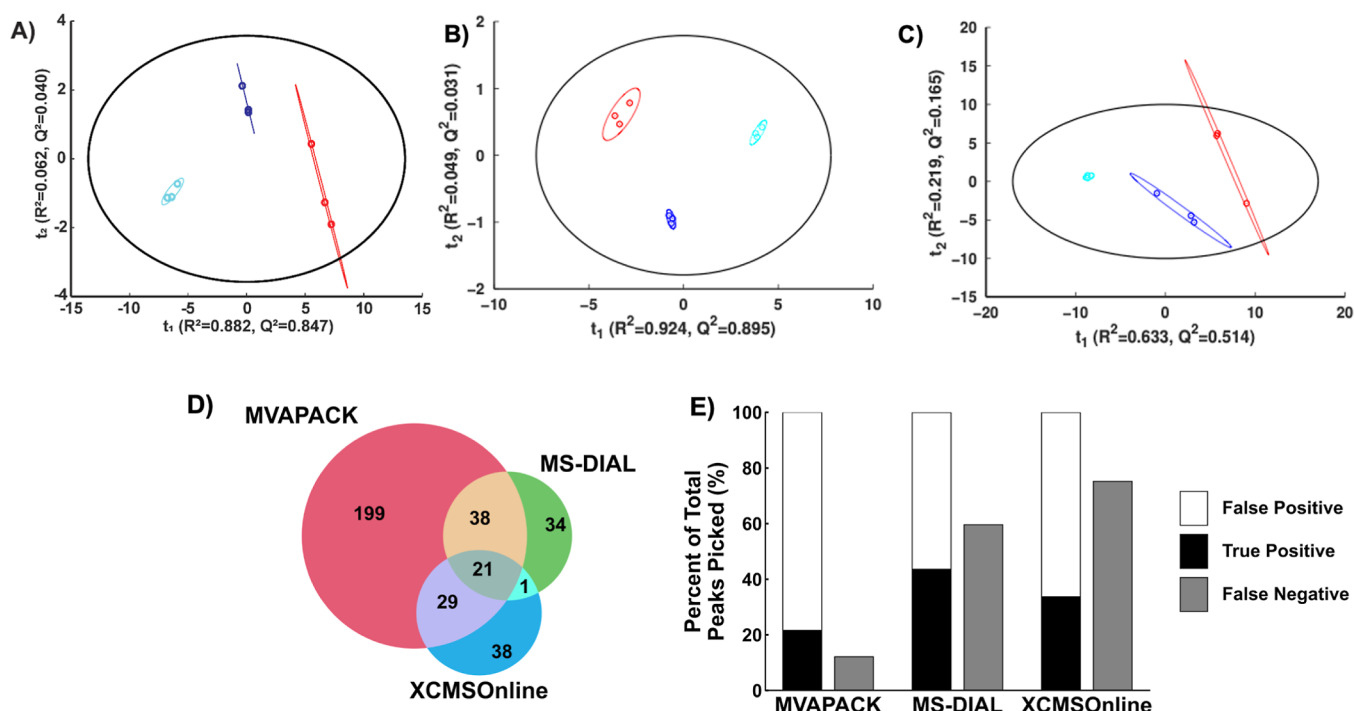 A)
4
2
0
-2
-4
-15
-10
-5
0
5
10
15
t₂ (R²=0.062, Q²=0.040)
t₁ (R²=0.882, Q²=0.847)
B)
2
1
0
−1
−2
−10
−5
0
5
10
t₂ (R²=0.049, Q²=0.031)
t₁ (R²=0.924, Q²=0.895)
C)
20
15
10
5
0
−5
−10
−15
−20
−10
0
10
20
t₂ (R²=0.219, Q²=0.165)
t₁ (R²=0.633, Q²=0.514)
D)
MVAPACK
MS-DIAL
199
38
34
21
1
29
38
XCMSOnline
E)
Percent of Total
Peaks Picked (%)
100
80
60
40
20
0
MVAPACK
MS-DIAL
XCMSOnline
False Positive
True Positive
False Negative